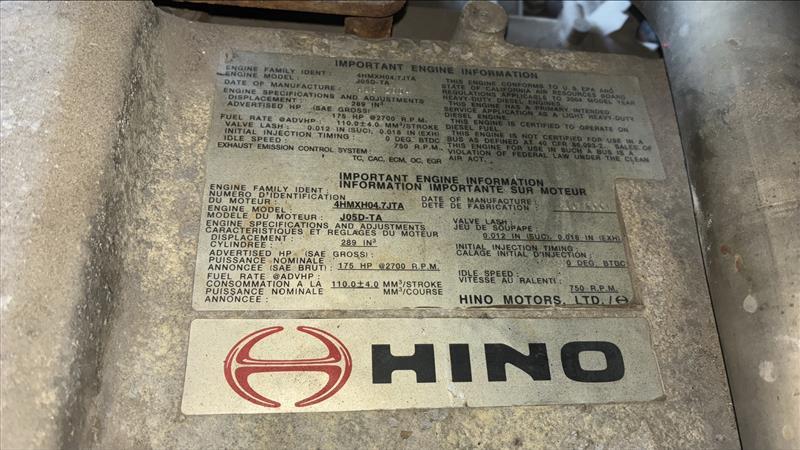 IMPORTANT ENGINE INFORMATION
ENGINE FAMILY IDENT : 4HMXH04.7JTA
ENGINE MODEL : J05D-TA
DATE OF MANUFACTURE
ENGINE SPECIFICATIONS AND ADJUSTMENTS
DISPLACEMENT : 289 IN³
ADVERTISED HP (SAE GROSS) : 175 HP @2700 R.P.M.
FUEL RATE @ADVHP : 110.0±4.0 MM³/STROKE
VALVE LASH : 0.012 IN (SUC), 0.018 IN (EXH)
INITIAL INJECTION TIMING : 0 DEG. BTDC
IDLE SPEED : 750 R.P.M.
EXHAUST EMISSION CONTROL SYSTEM :
TC, CAC, ECM, OC, EGR
THIS ENGINE CONFORMS TO U.S EPA AND
STATE OF CALIFORNIA AIR RESOURCES BOARD
REGULATIONS APPLICABLE TO 2004 MODEL YEAR
HEAVY-DUTY DIESEL ENGINES.
THIS ENGINE HAS A PRIMARY INTENDED
SERVICE APPLICATION AS A LIGHT HEAVY-DUTY
DIESEL ENGINE.
THIS ENGINE IS CERTIFIED TO OPERATE ON
DIESEL FUEL.
THIS ENGINE IS NOT CERTIFIED FOR USE IN A
BUS AS DEFINED AT 40 CFR 86.093-2. SALES OF
THIS ENGINE FOR USE IN SUCH A BUS IS A
VIOLATION OF FEDERAL LAW UNDER THE CLEAN
AIR ACT.
IMPORTANT ENGINE INFORMATION
INFORMATION IMPORTANTE SUR MOTEUR
ENGINE FAMILY IDENT :
NUMÉRO D'IDENTIFICATION
DU MOTEUR : 4HMXH04.7JTA
ENGINE MODEL :
MODELE DU MOTEUR : J05D-TA
ENGINE SPECIFICATIONS AND ADJUSTMENTS
CARACTERISTIQUES ET REGLAGES DU MOTEUR
DISPLACEMENT :
CYLINDREE : 289 IN³
ADVERTISED HP (SAE GROSS) :
PUISSANCE NOMINALE
ANNONCEE (SAE BRUT) : 175 HP @2700 R.P.M.
FUEL RATE @ADVHP :
CONSOMMATION A LA 110.0±4.0 MM³/STROKE
PUISSANCE NOMINALE MM³/COURSE
ANNONCEE :
DATE OF MANUFACTURE :
DETE DE FABRICATION :
VALVE LASH :
JEU DE SOUPAPE
0.012 IN (SUC), 0.018 IN (EXH)
INITIAL INJECTION TIMING :
CALAGE INITIAL D'INJECTION :
0 DEG. BTDC
IDLE SPEED :
VITESSE AU RALENTI : 750 R.P.M.
HINO MOTORS, LTD./
HINO